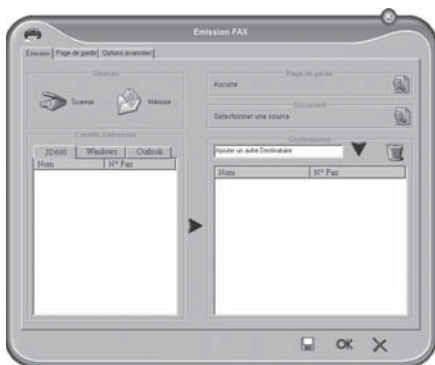 Emission FAX
Emission
Page de garde
Options avancées
Sources
Scanner
Mémoire
Page de garde
Aucune
Document
Sélectionner une source
Carnets d'adresses
Windows
Outlook
Nom
N° Fax
Destinataires
Ajouter un autre Destinataire
Nom
N° Fax
OK